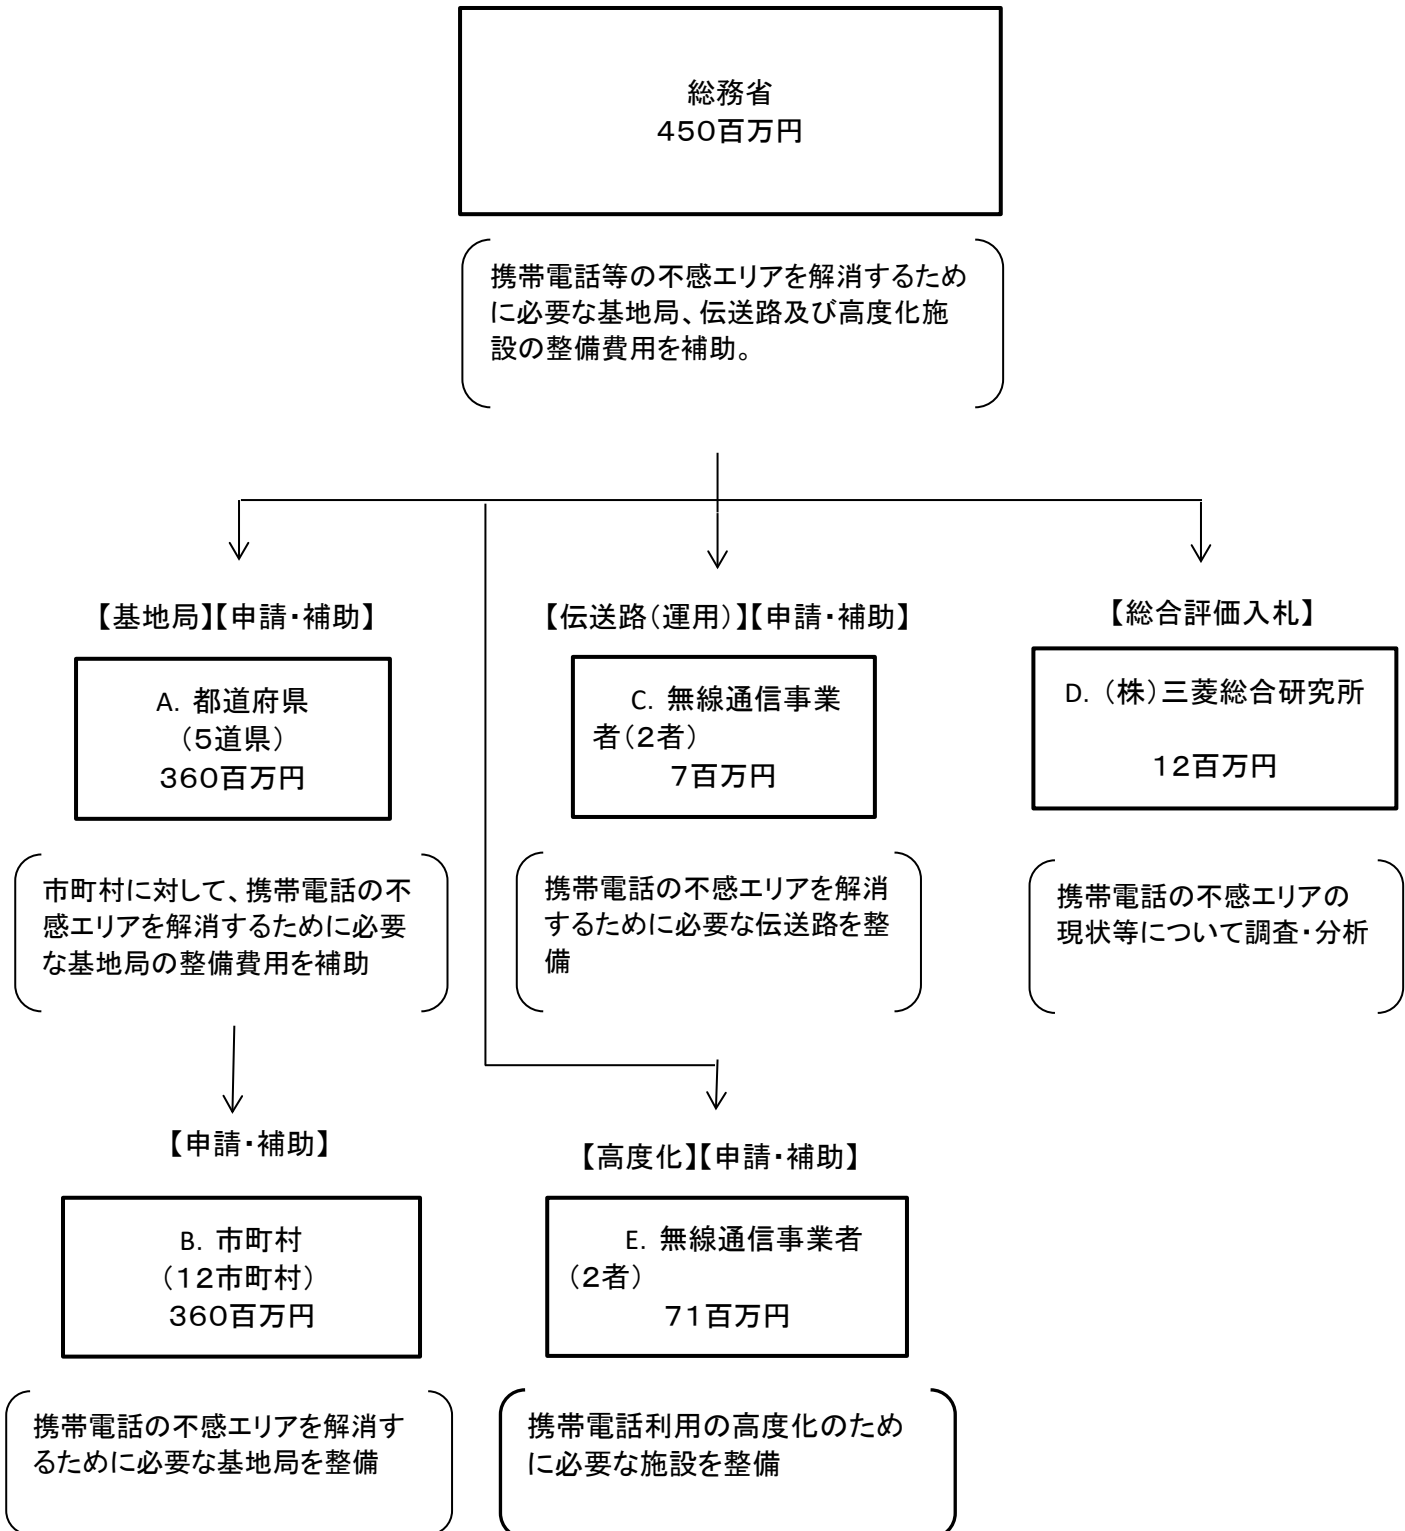 総務省
450百万円
携帯電話等の不感エリアを解消するため
に必要な基地局、伝送路及び高度化施
設の整備費用を補助。
【基地局】【申請・補助】
A. 都道府県
（5道県）
360百万円
市町村に対して、携帯電話の不
感エリアを解消するために必要
な基地局の整備費用を補助
【伝送路（運用）】【申請・補助】
C. 無線通信事業
者（2者）
7百万円
携帯電話の不感エリアを解消
するために必要な伝送路を整
備
【総合評価入札】
D. （株）三菱総合研究所
12百万円
携帯電話の不感エリアの
現状等について調査・分析
【申請・補助】
B. 市町村
（12市町村）
360百万円
携帯電話の不感エリアを解消す
るために必要な基地局を整備
【高度化】【申請・補助】
E. 無線通信事業者
（2者）
71百万円
携帯電話利用の高度化のため
に必要な施設を整備